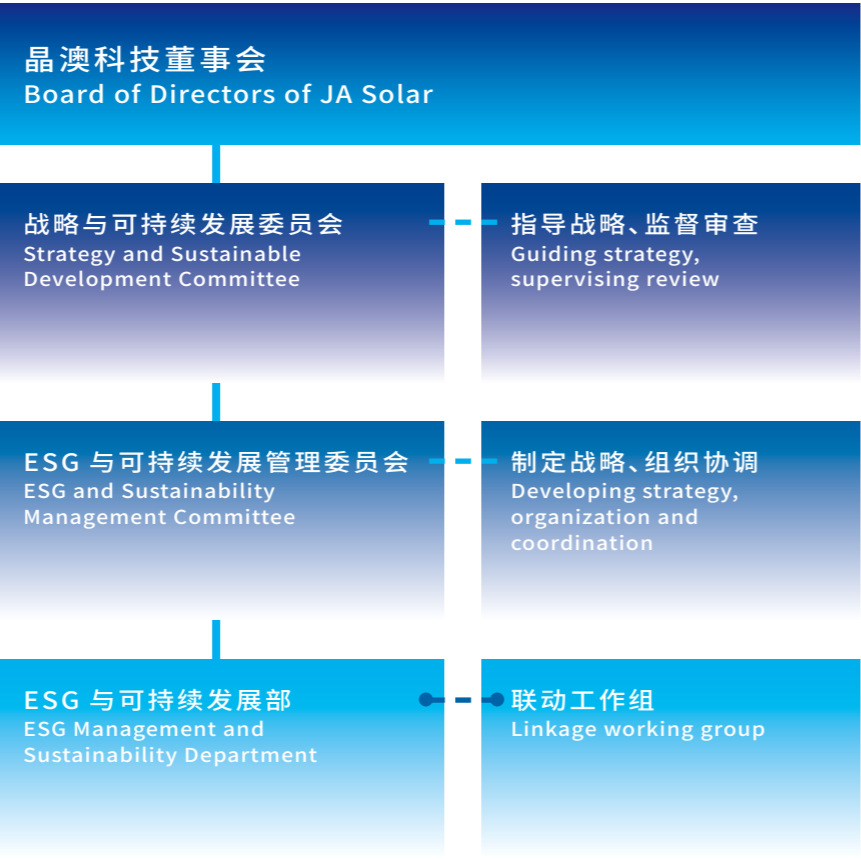 晶澳科技董事会
Board of Directors of JA Solar
战略与可持续发展委员会
Strategy and Sustainable
Development Committee
指导战略、监督审查
Guiding strategy,
supervising review
ESG 与可持续发展管理委员会
ESG and Sustainability
Management Committee
制定战略、组织协调
Developing strategy,
organization and
coordination
ESG 与可持续发展部
ESG Management and
Sustainability Department
联动工作组
Linkage working group